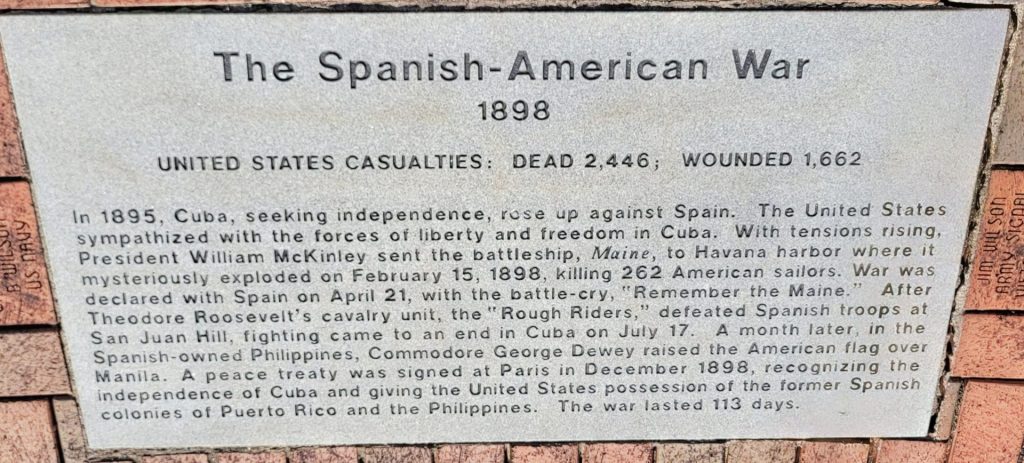 The Spanish-American War
1898
UNITED STATES CASUALTIES: DEAD 2,446; WOUNDED 1,662
In 1895, Cuba, seeking independence, rose up against Spain. The United States
sympathized with the forces of liberty and freedom in Cuba. With tensions rising,
President William McKinley sent the battleship, Maine, to Havana harbor where it
mysteriously exploded on February 15, 1898, killing 262 American sailors. War was
declared with Spain on April 21, with the battle-cry, "Remember the Maine." After
Theodore Roosevelt's cavalry unit, the "Rough Riders," defeated Spanish troops at
San Juan Hill, fighting came to an end in Cuba on July 17. A month later, in the
Spanish-owned Philippines, Commodore George Dewey raised the American flag over
Manila. A peace treaty was signed at Paris in December 1898, recognizing the
independence of Cuba and giving the United States possession of the former Spanish
colonies of Puerto Rico and the Philippines. The war lasted 113 days.
US NAVY
JIM WILSON
ARMY SIGNAL